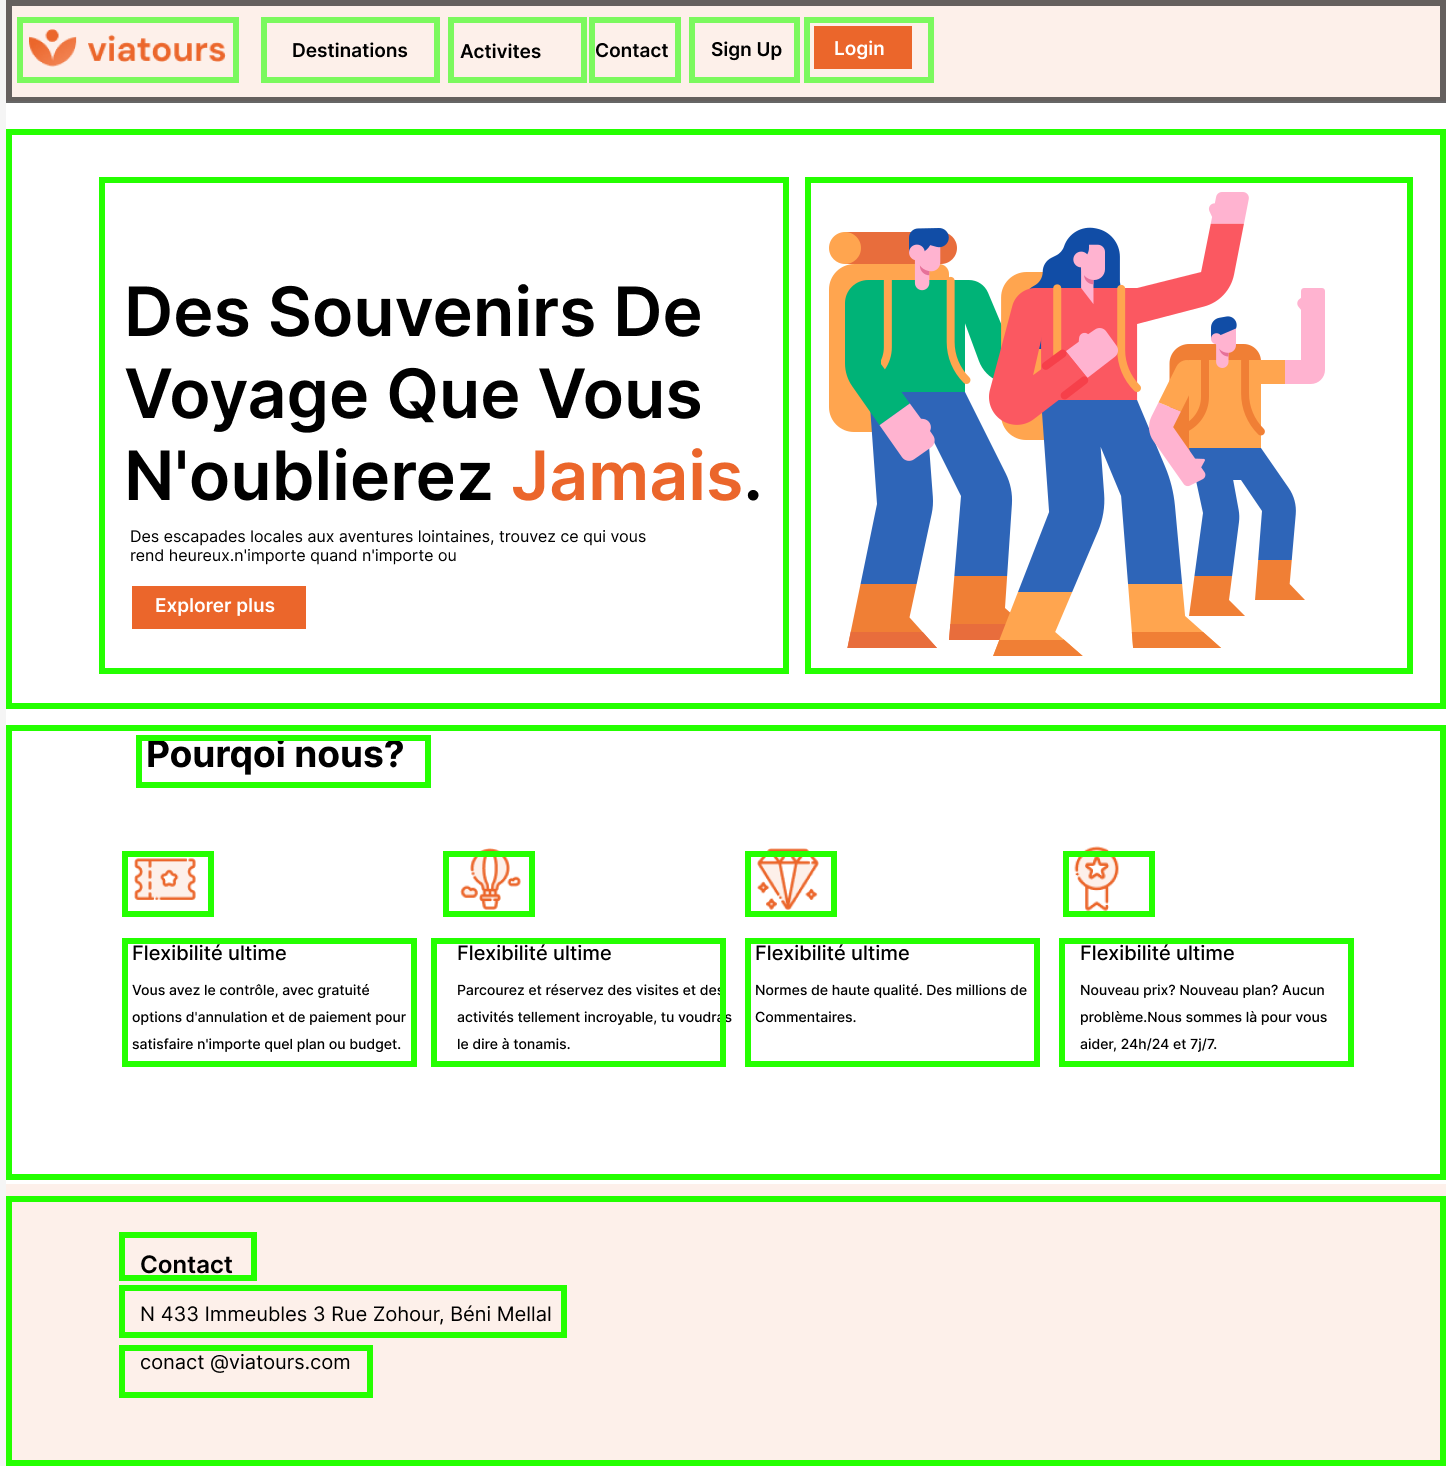 viatours Destinations Activites Contact Sign Up Login
Des Souvenirs De
Voyage Que Vous
N'oublierez Jamais.
Des escapades locales aux aventures lointaines, trouvez ce qui vous
rend heureux.n'importe quand n'importe ou
Explorer plus
Pourqoi nous?
Flexibilité ultime
Vous avez le contrôle, avec gratuité
options d'annulation et de paiement pour
satisfaire n'importe quel plan ou budget.
Flexibilité ultime
Parcourez et réservez des visites et des
activités tellement incroyable, tu voudras
le dire à tonamis.
Flexibilité ultime
Normes de haute qualité. Des millions de
Commentaires.
Flexibilité ultime
Nouveau prix? Nouveau plan? Aucun
problème.Nous sommes là pour vous
aider, 24h/24 et 7j/7.
Contact
N 433 Immeubles 3 Rue Zohour, Béni Mellal
conact @viatours.com